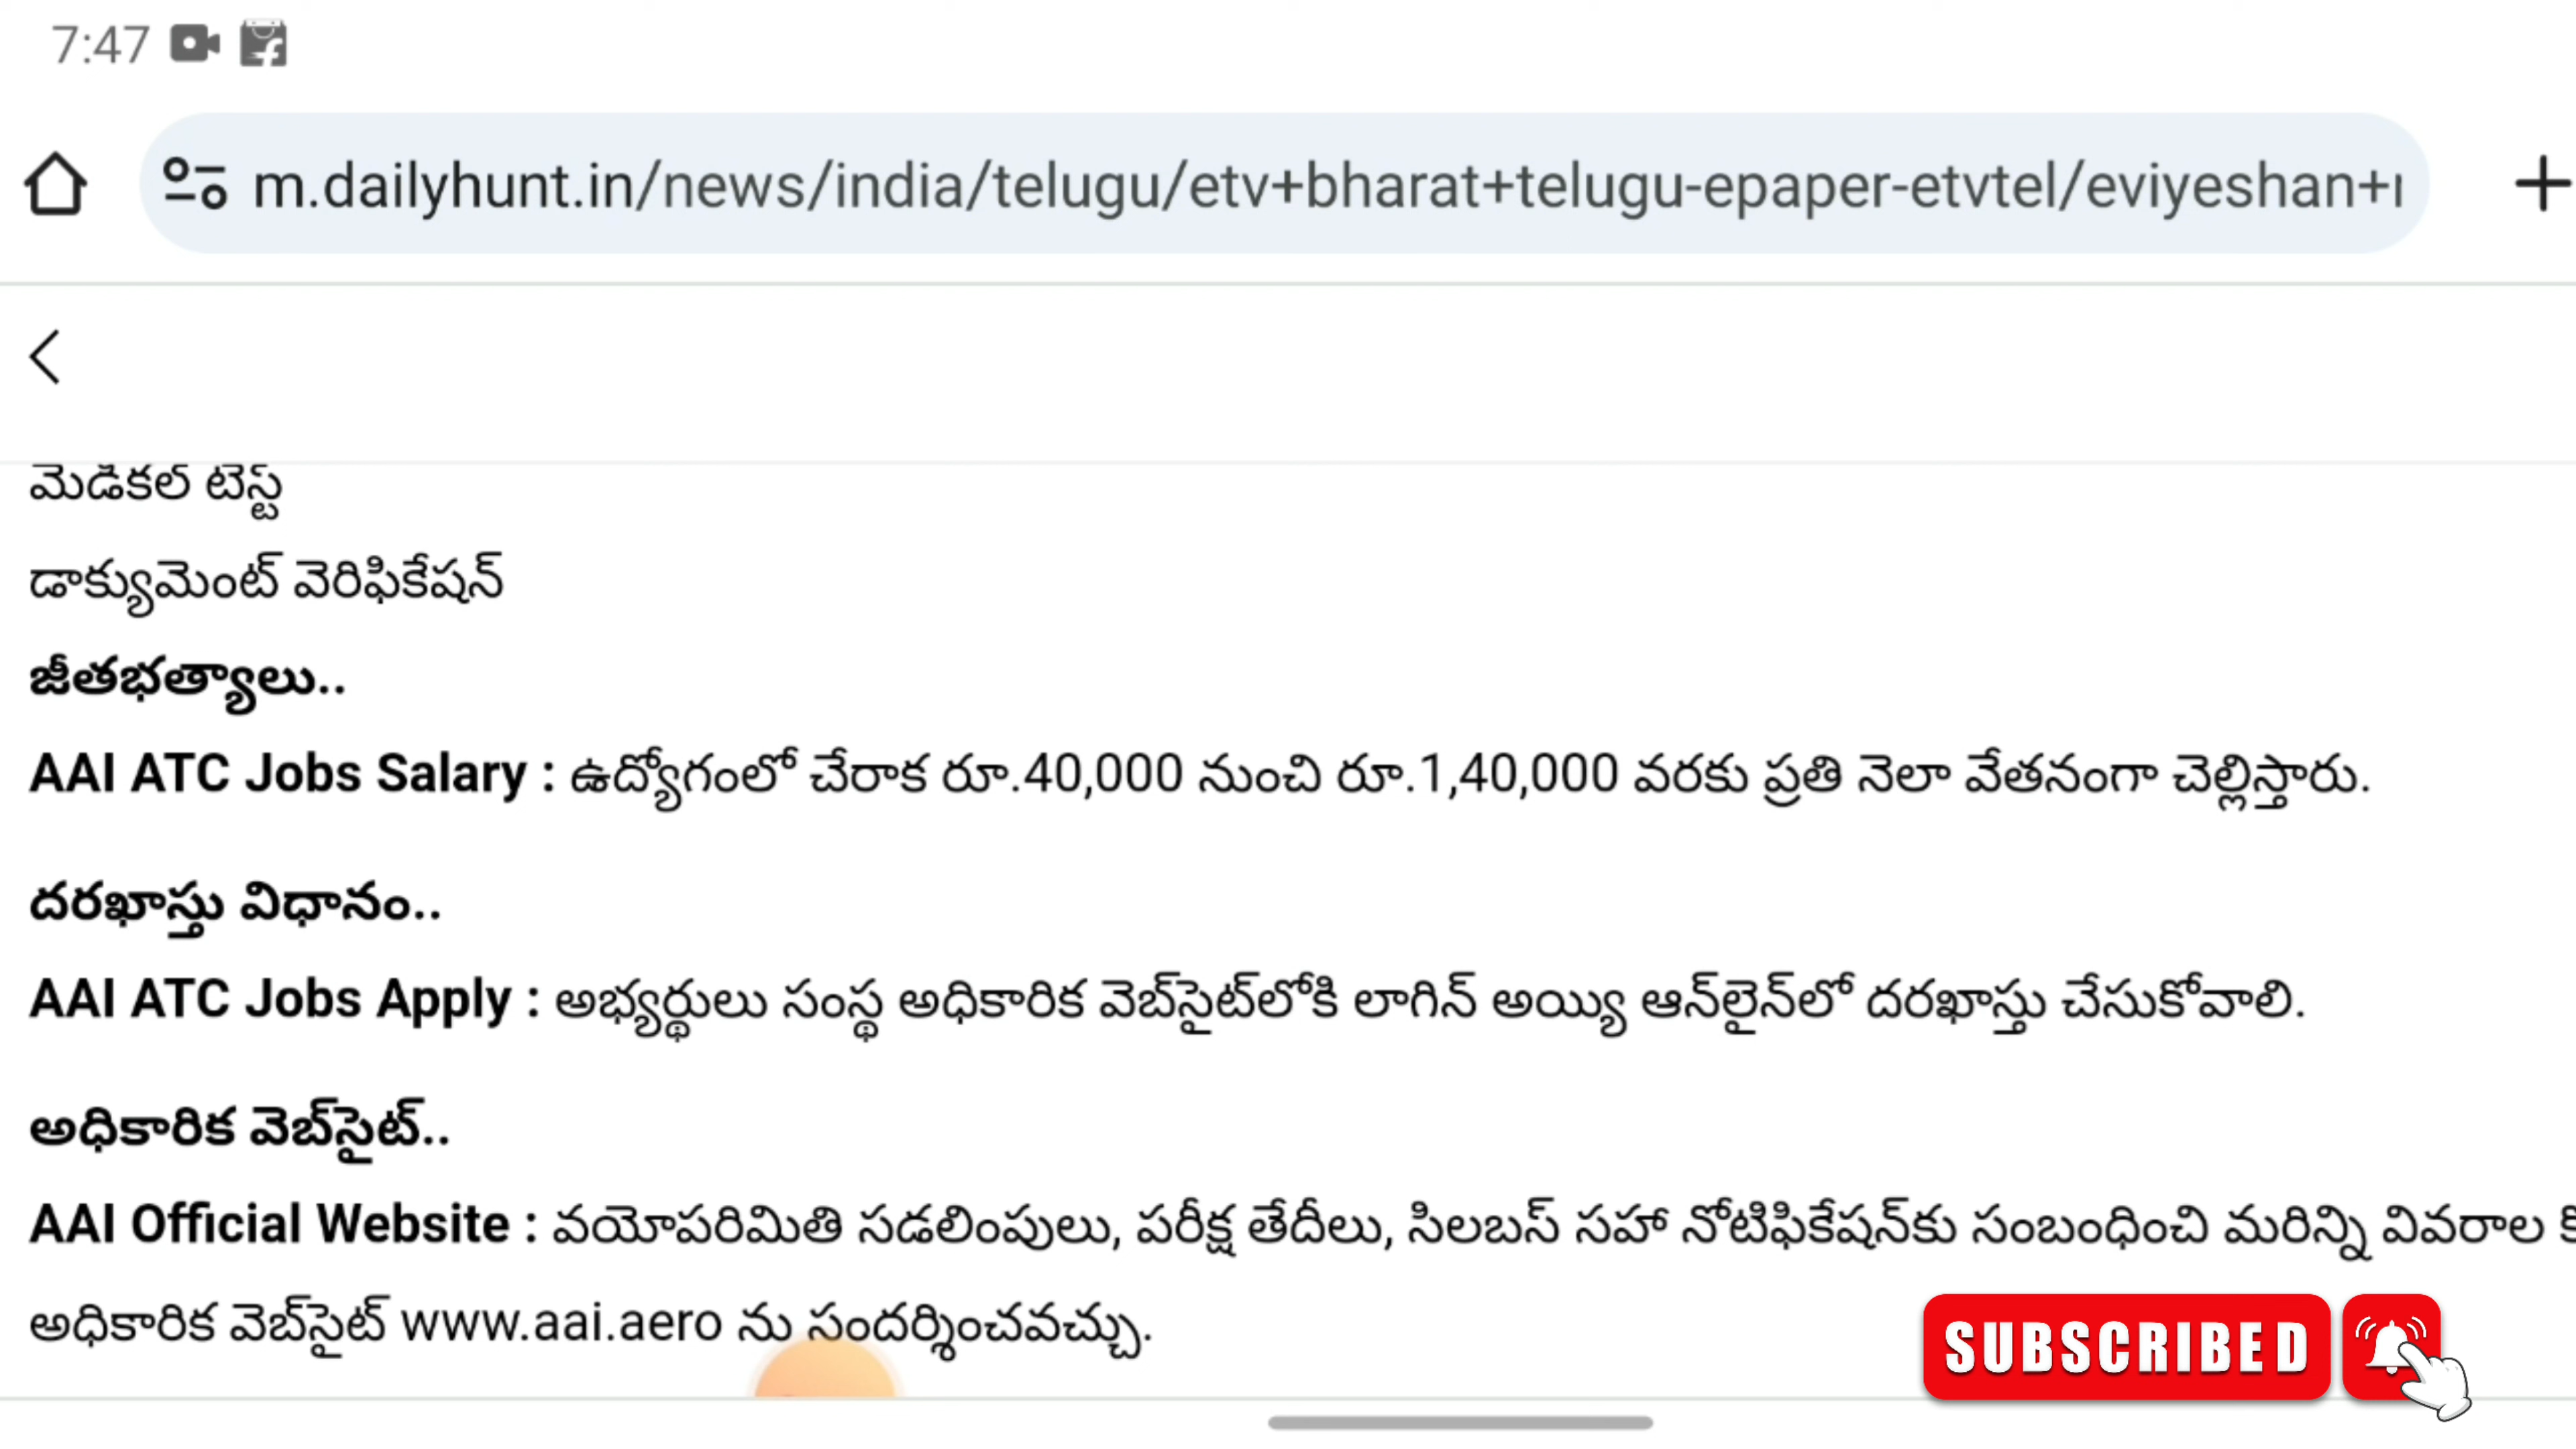 7:47
m.dailyhunt.in/news/india/telugu/etv+bharat+telugu-epaper-etvtel/eviyeshan+
మెడికల్ టెస్ట్
డాక్యుమెంట్ వెరిఫికేషన్
జీతభత్యాలు..
AAI ATC Jobs Salary : ఉద్యోగంలో చేరాక రూ.40,000 నుంచి రూ.1,40,000 వరకు ప్రతి నెలా వేతనంగా చెల్లిస్తారు.
దరఖాస్తు విధానం..
AAI ATC Jobs Apply : అభ్యర్థులు సంస్థ అధికారిక వెబ్‌సైట్‌లోకి లాగిన్ అయ్యి ఆన్‌లైన్‌లో దరఖాస్తు చేసుకోవాలి.
అధికారిక వెబ్‌సైట్..
AAI Official Website : వయోపరిమితి సడలింపులు, పరీక్ష తేదీలు, సిలబస్ సహా నోటిఫికేషన్‌కు సంబంధించి మరిన్ని వివరాల
అధికారిక వెబ్‌సైట్ www.aai.aero ను సందర్శించవచ్చు.
SUBSCRIBED